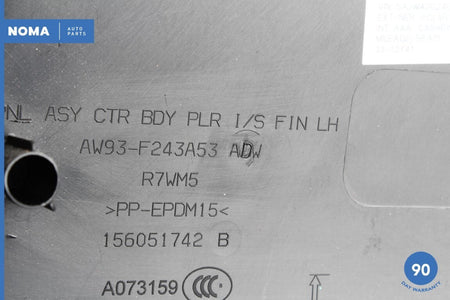 NOMA AUTO PARTS
PNL ASY CTR BDY PLR I/S FIN LH
AW93-F243A53 ADW
R7WM5
>PP-EPDM15<
156051742 B
A073159 CCC
90
DAY WARRANTY